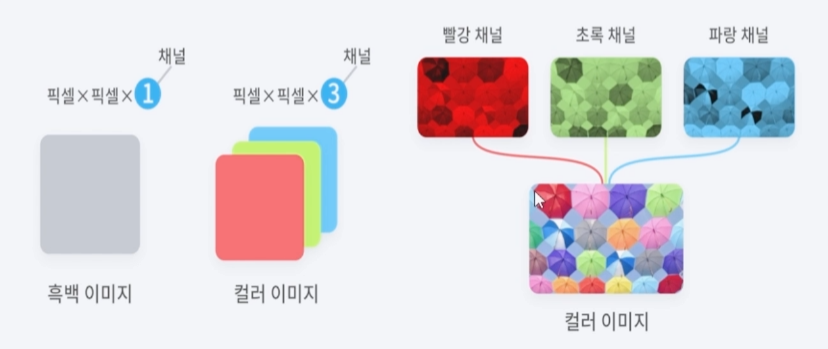 채널
픽셀×픽셀×1
흑백 이미지
채널
픽셀×픽셀×3
컬러 이미지
빨강 채널
초록 채널
파랑 채널
컬러 이미지